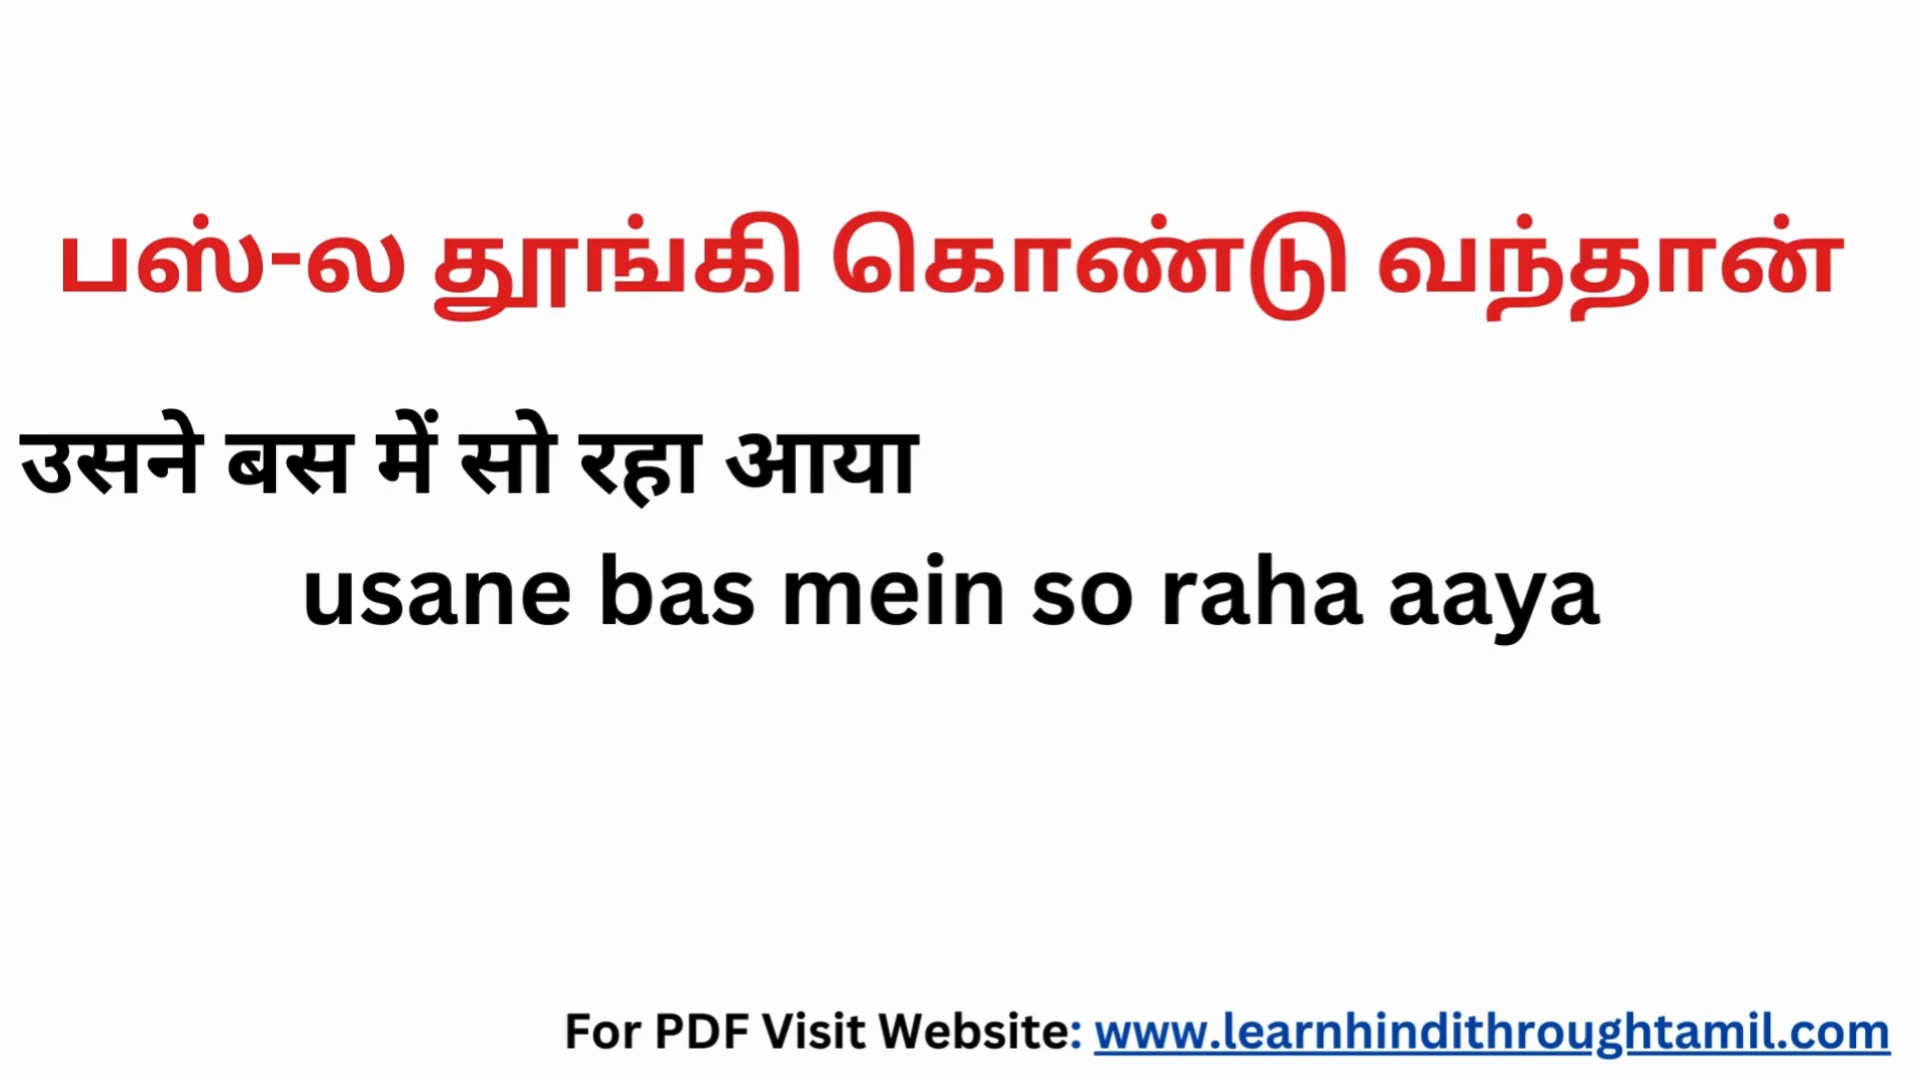 பஸ்-ல தூங்கி கொண்டு வந்தான்
उसने बस में सो रहा आया
usane bas mein so raha aaya
For PDF Visit Website: www.learnhindithroughtamil.com